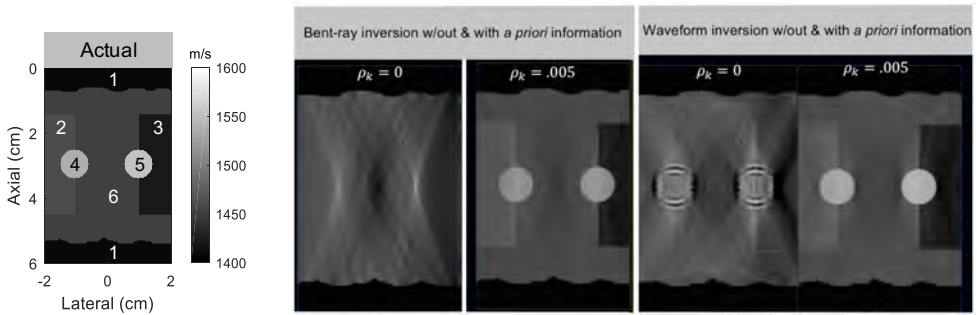 Actual
m/s
0
2
4
6
Axial (cm)
-2
0
2
Lateral (cm)
1
2
3
4
5
6
1
1600
1550
1500
1450
1400
Bent-ray inversion w/out & with a priori information
ρₖ = 0
ρₖ = .005
Waveform inversion w/out & with a priori information
ρₖ = 0
ρₖ = .005